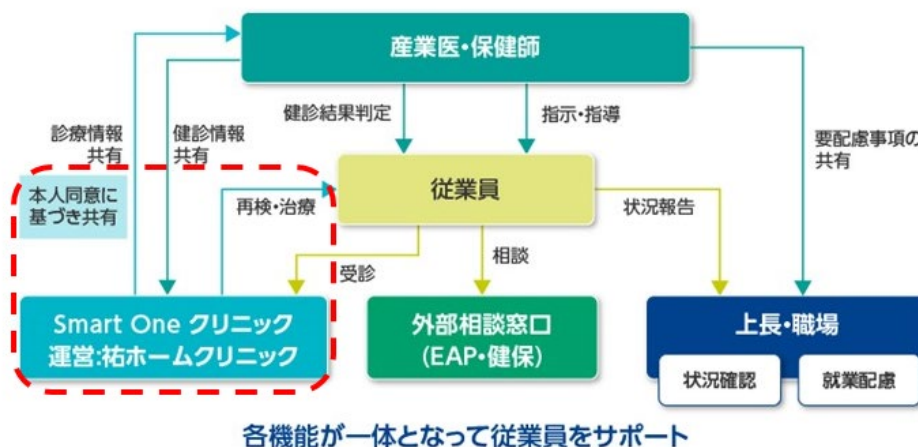 産業医・保健師
健診結果判定
指示・指導
診療情報
共有
健診情報
共有
要配慮事項の
共有
本人同意に
基づき共有
再検・治療
従業員
状況報告
受診
相談
Smart One クリニック
運営:祐ホームクリニック
外部相談窓口
(EAP・健保)
上長・職場
状況確認
就業配慮
各機能が一体となって従業員をサポート